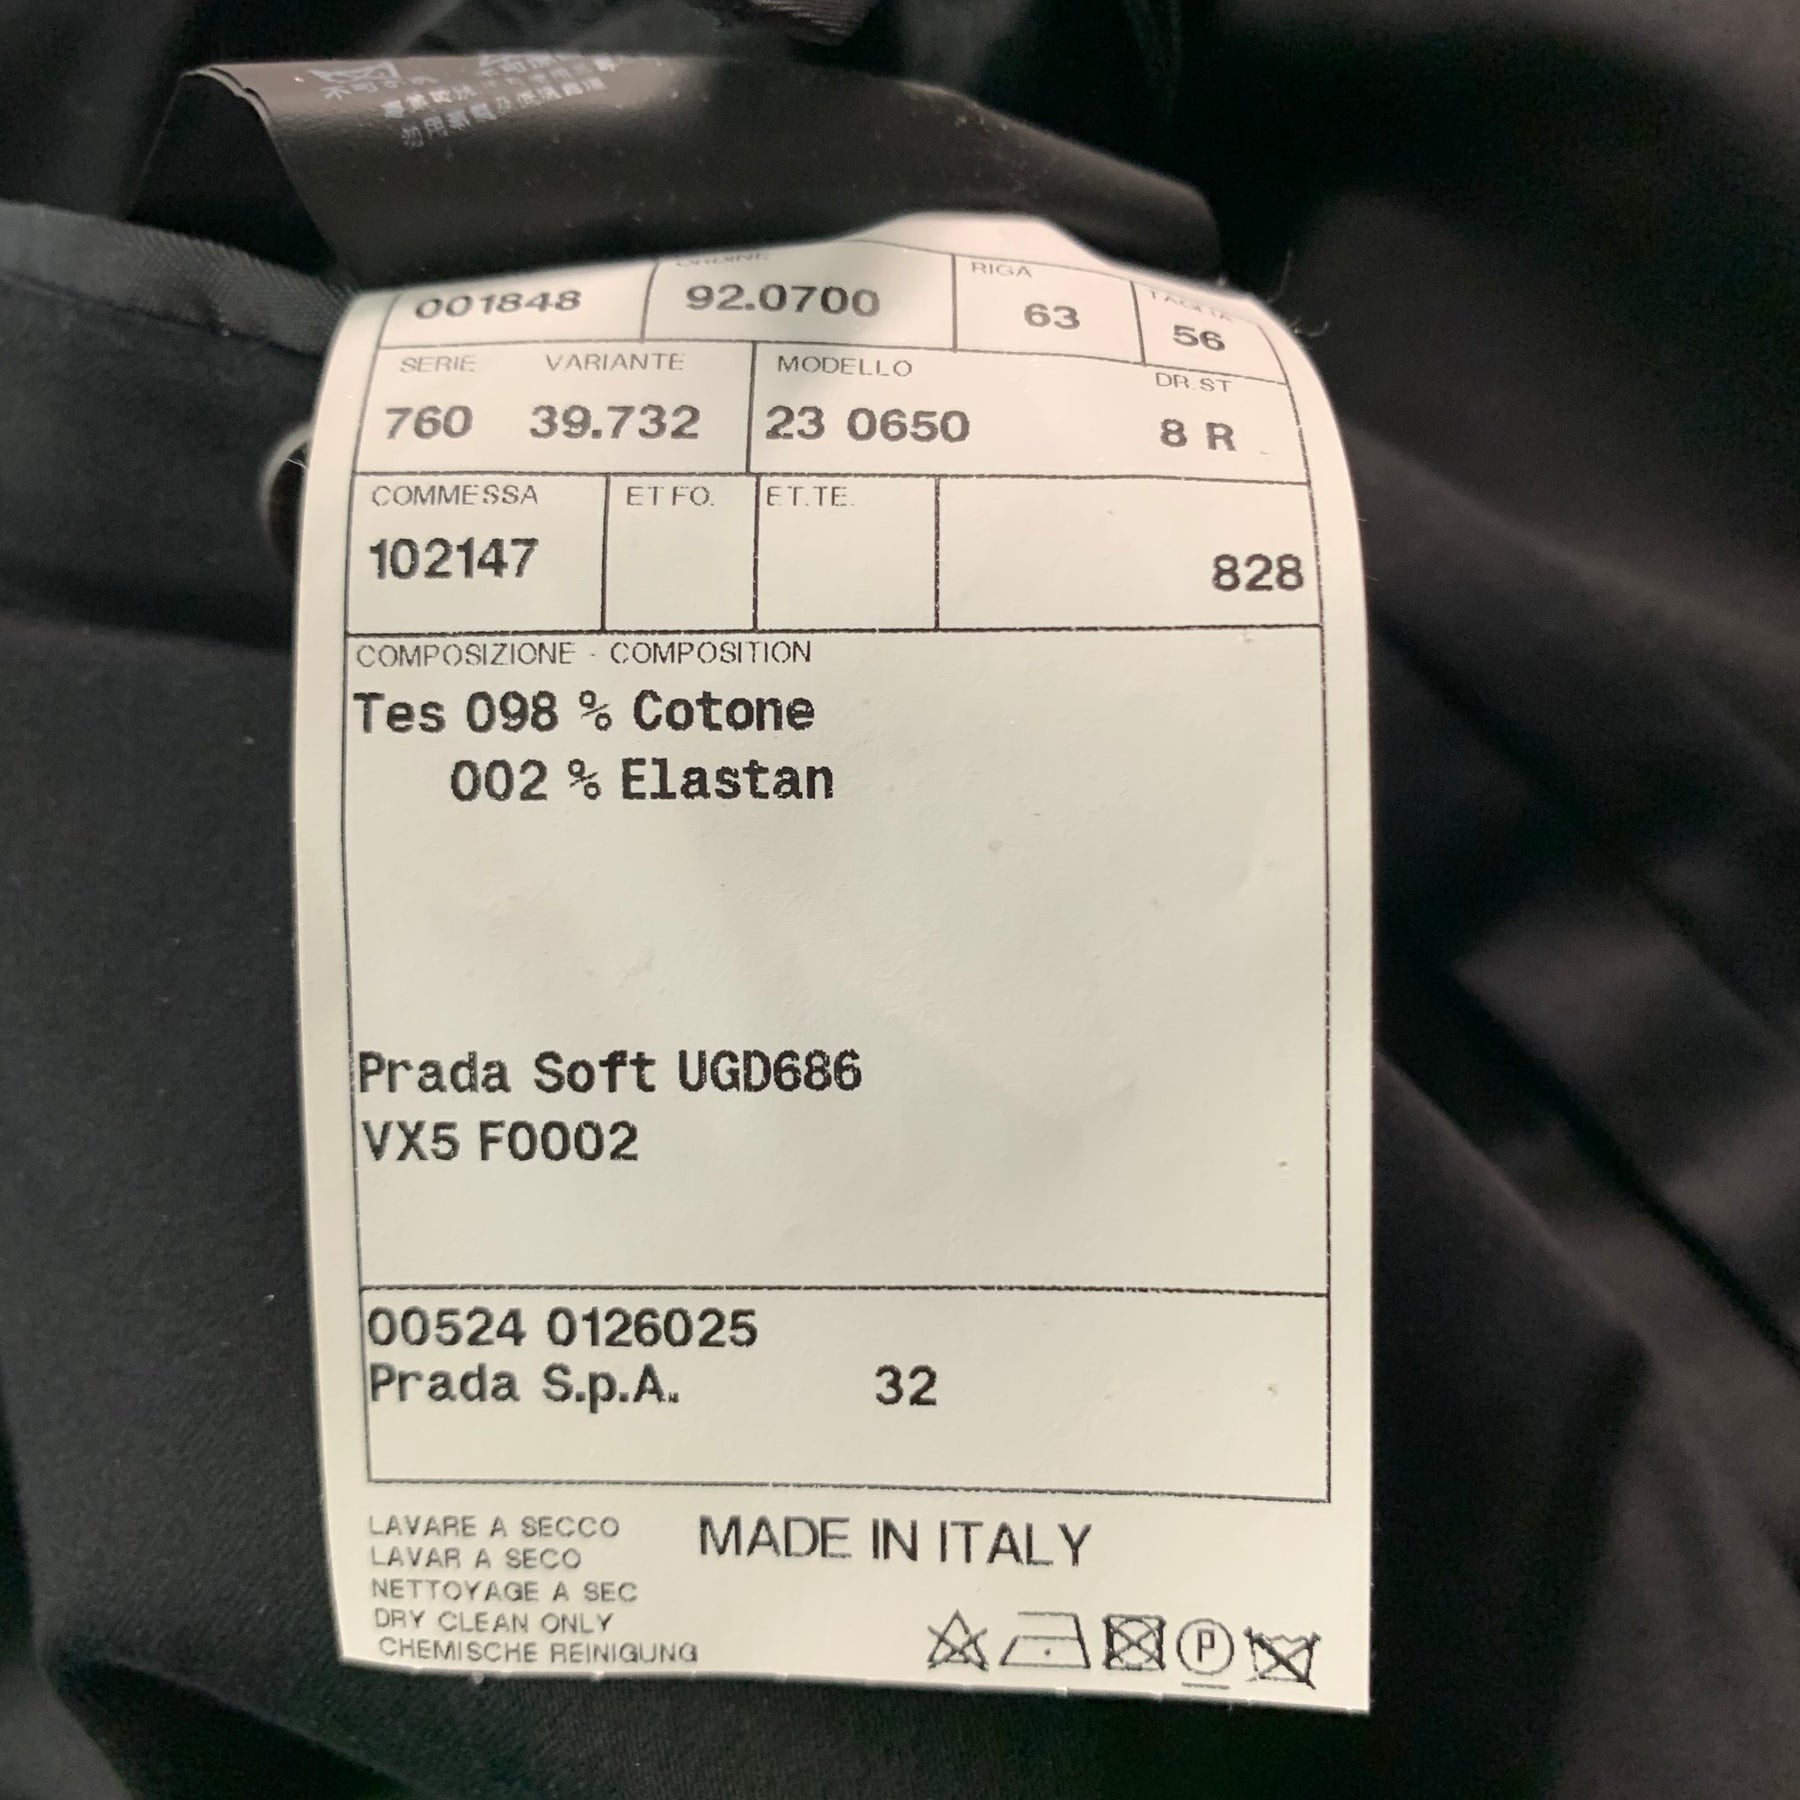 勿用
001848 92.0700 RIGA 63 56
SERIE VARIANTE MODELLO DR.ST
760 39.732 23 0650 8 R
COMMESSA ET FO. ET.TE.
102147 828
COMPOSIZIONE - COMPOSITION
Tes 098 % Cotone
002 % Elastan
Prada Soft UGD686
VX5 F0002
00524 0126025
Prada S.p.A. 32
LAVARE A SECCO
LAVAR A SECO
NETTOYAGE A SEC
DRY CLEAN ONLY
CHEMISCHE REINIGUNG
MADE IN ITALY
P